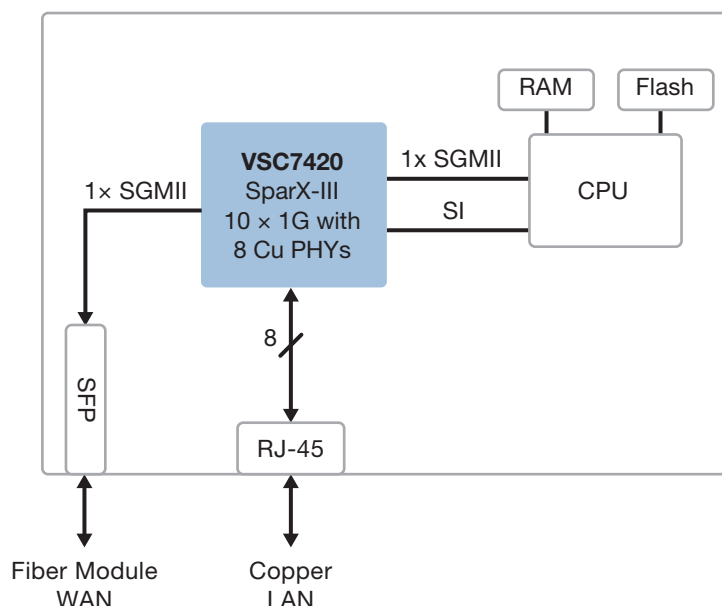 RAM
Flash
VSC7420
SparX-III
10 × 1G with
8 Cu PHYs
1x SGMII
CPU
1× SGMII
SI
8
SFP
RJ-45
Fiber Module
WAN
Copper
LAN